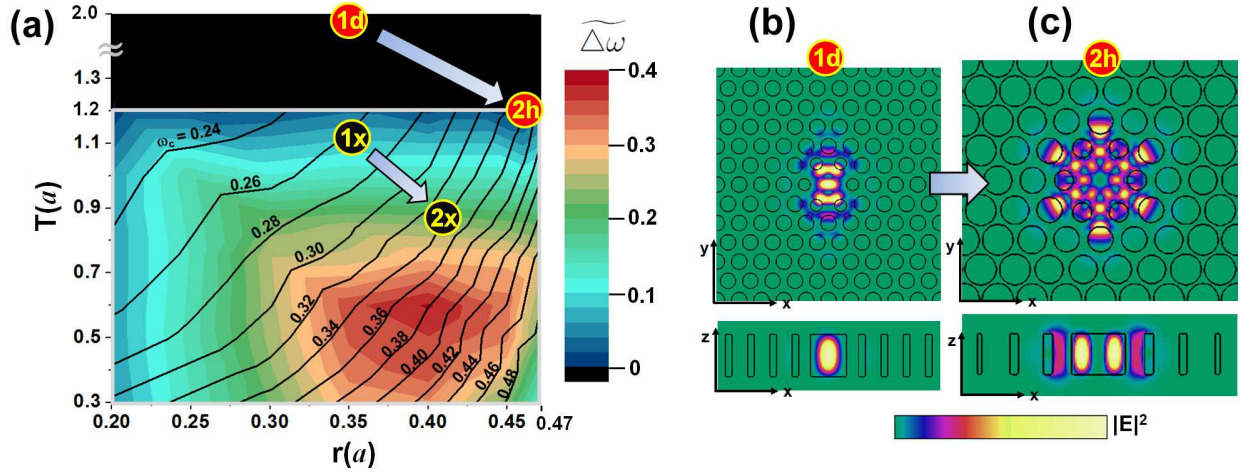 (a)
T(a)
2.0
1.3
1.2
1.1
0.9
0.7
0.5
0.3
0.20
0.25
0.30
0.35
0.40
0.45
0.47
r(a)
1d
2h
1x
2x
ω_c = 0.24
0.26
0.28
0.30
0.32
0.34
0.36
0.38
0.40
0.42
0.44
0.46
0.48
Δω
0.4
0.3
0.2
0.1
0
(b)
1d
y
x
z
x
(c)
2h
y
x
z
x
|E|²